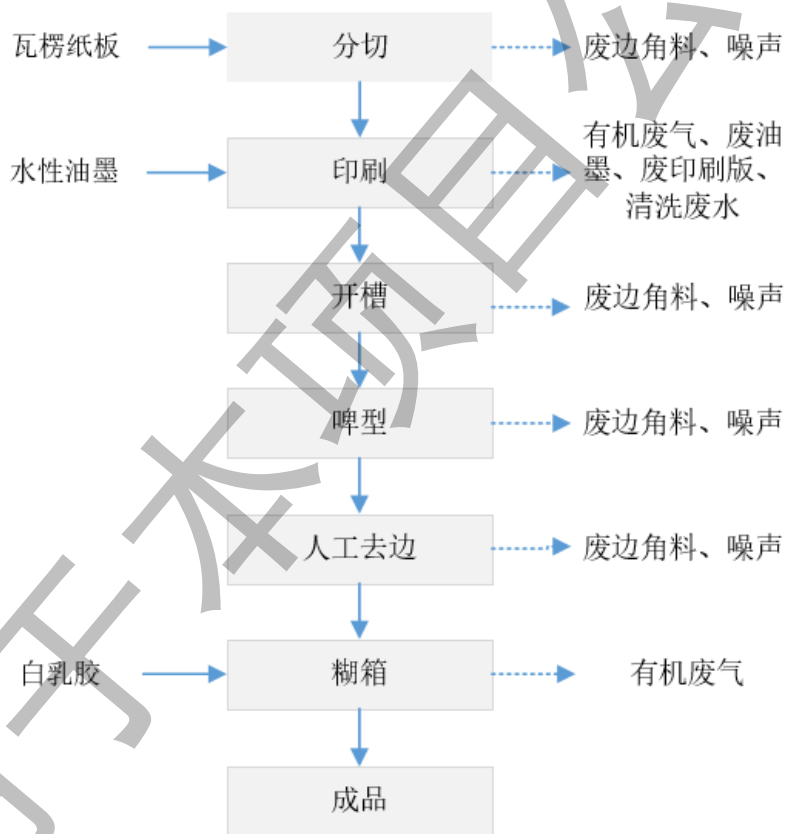 瓦楞纸板
分切
废边角料、噪声
水性油墨
印刷
有机废气、废油
墨、废印刷版、
清洗废水
开槽
废边角料、噪声
啤型
废边角料、噪声
人工去边
废边角料、噪声
白乳胶
糊箱
有机废气
成品
于本项目公